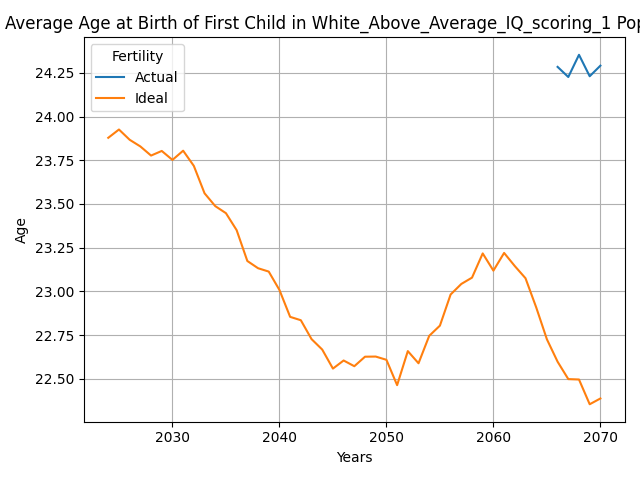 Average Age at Birth of First Child in White_Above_Average_IQ_scoring_1 Pop
Fertility
Actual
Ideal
24.25
24.00
23.75
23.50
23.25
23.00
22.75
22.50
Age
2030 2040 2050 2060 2070
Years